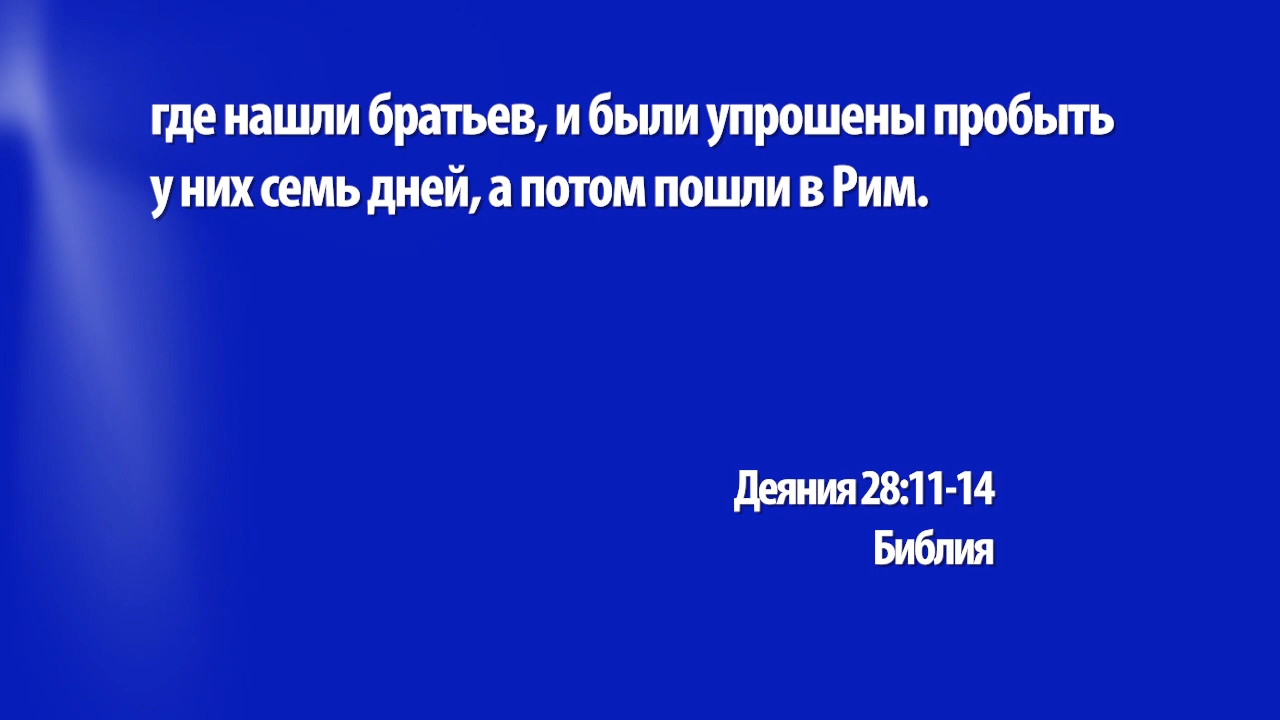 где нашли братьев, и были упрошены пробыть
у них семь дней, а потом пошли в Рим.
Деяния 28:11-14
Библия